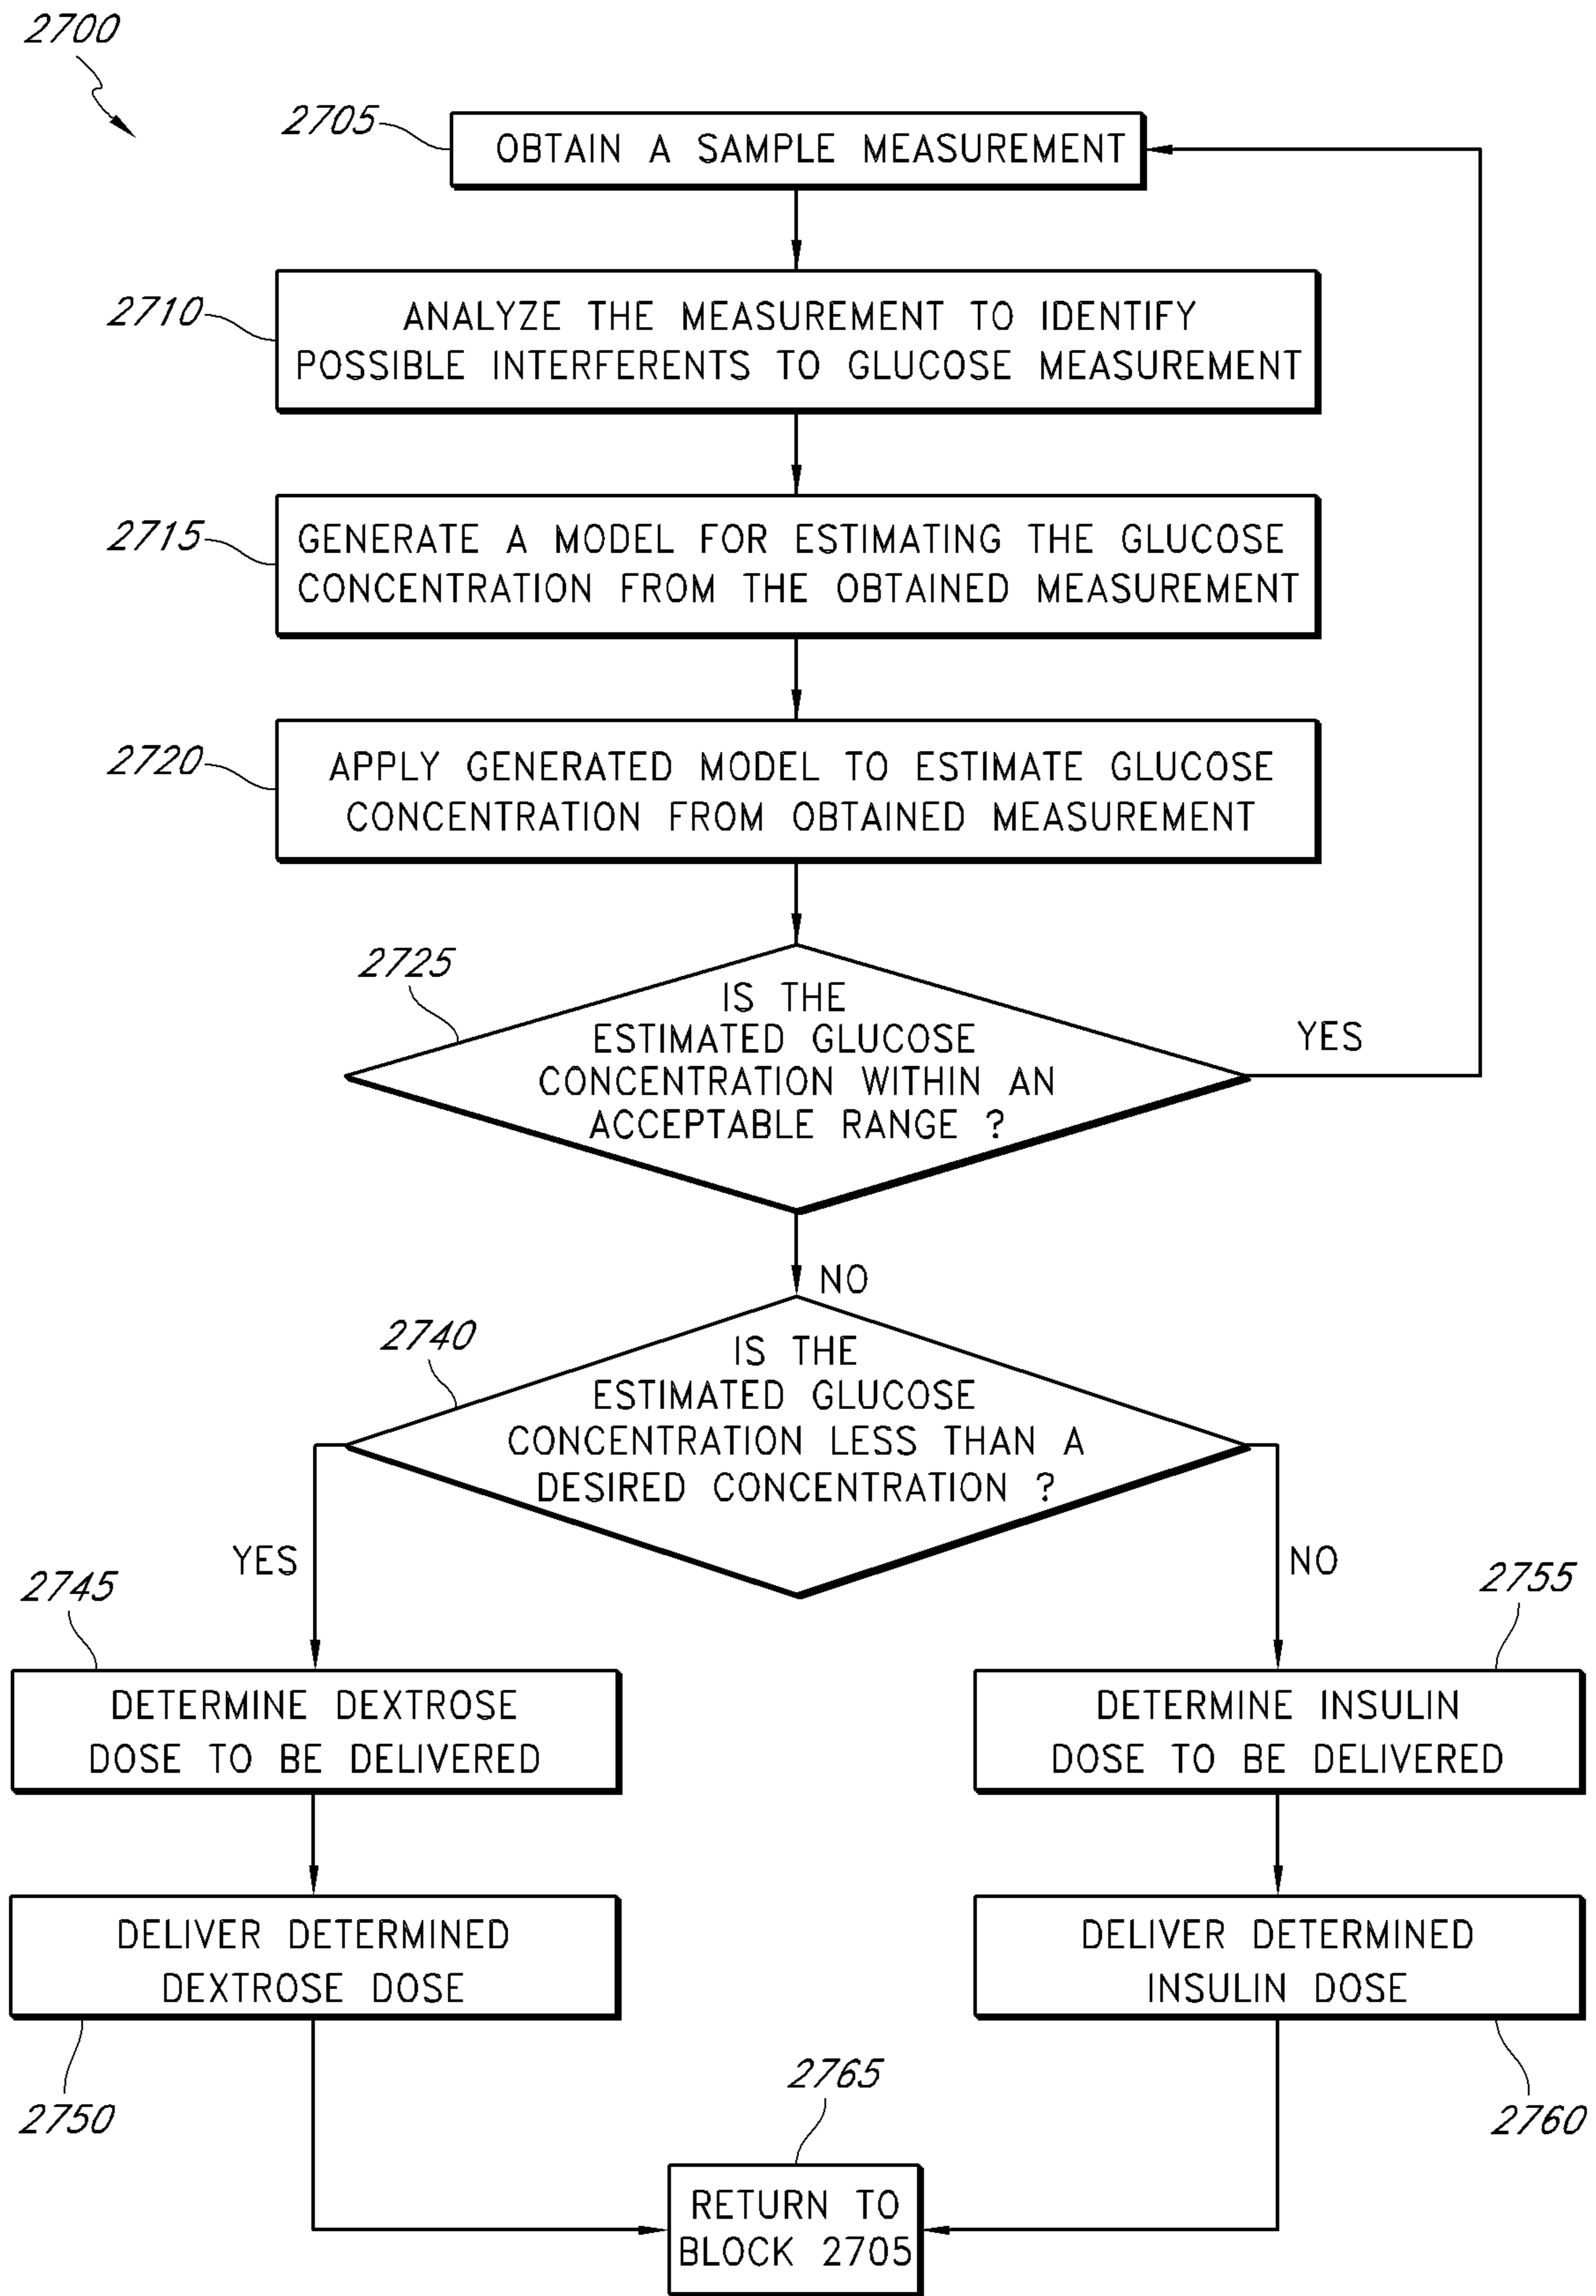 2700
2705
OBTAIN A SAMPLE MEASUREMENT
2710
ANALYZE THE MEASUREMENT TO IDENTIFY
POSSIBLE INTERFERENTS TO GLUCOSE MEASUREMENT
2715
GENERATE A MODEL FOR ESTIMATING THE GLUCOSE
CONCENTRATION FROM THE OBTAINED MEASUREMENT
2720
APPLY GENERATED MODEL TO ESTIMATE GLUCOSE
CONCENTRATION FROM OBTAINED MEASUREMENT
2725
IS THE
ESTIMATED GLUCOSE
CONCENTRATION WITHIN AN
ACCEPTABLE RANGE ?
YES
NO
2740
IS THE
ESTIMATED GLUCOSE
CONCENTRATION LESS THAN A
DESIRED CONCENTRATION ?
YES
NO
2745
DETERMINE DEXTROSE
DOSE TO BE DELIVERED
2755
DETERMINE INSULIN
DOSE TO BE DELIVERED
DELIVER DETERMINED
DEXTROSE DOSE
2750
DELIVER DETERMINED
INSULIN DOSE
2760
2765
RETURN TO
BLOCK 2705